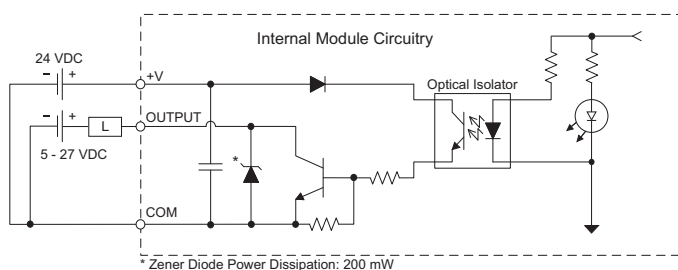 Internal Module Circuitry
24 VDC
− +
+V
Optical Isolator
− +
L
OUTPUT
5 - 27 VDC
*
COM
* Zener Diode Power Dissipation: 200 mW